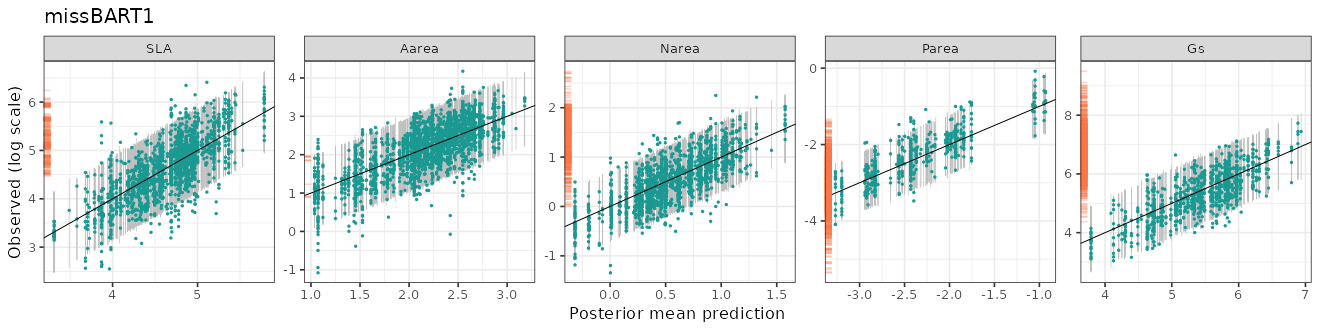 missBART1
SLA Aarea Narea Parea Gs
Observed (log scale)
6
5
4
3
4 5
4
3
2
1
0
-1
1.0 1.5 2.0 2.5 3.0
2
1
0
-1
0.0 0.5 1.0 1.5
0
-2
-4
-3.0 -2.5 -2.0 -1.5 -1.0
8
6
4
4 5 6 7
Posterior mean prediction